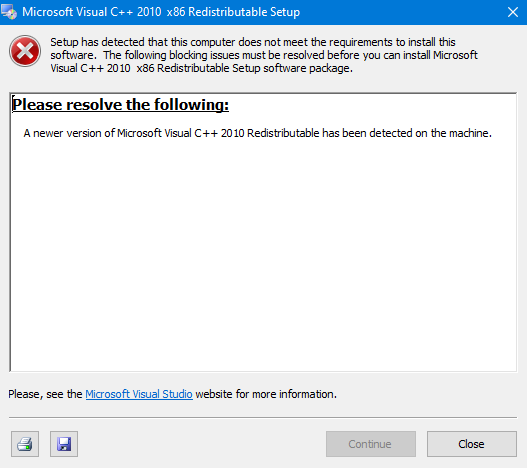 Microsoft Visual C++ 2010  x86 Redistributable Setup
Setup has detected that this computer does not meet the requirements to install this
software.  The following blocking issues must be resolved before you can install Microsoft
Visual C++ 2010  x86 Redistributable Setup software package.
Please resolve the following:
A newer version of Microsoft Visual C++ 2010 Redistributable has been detected on the machine.
Please, see the Microsoft Visual Studio website for more information.
Continue
Close